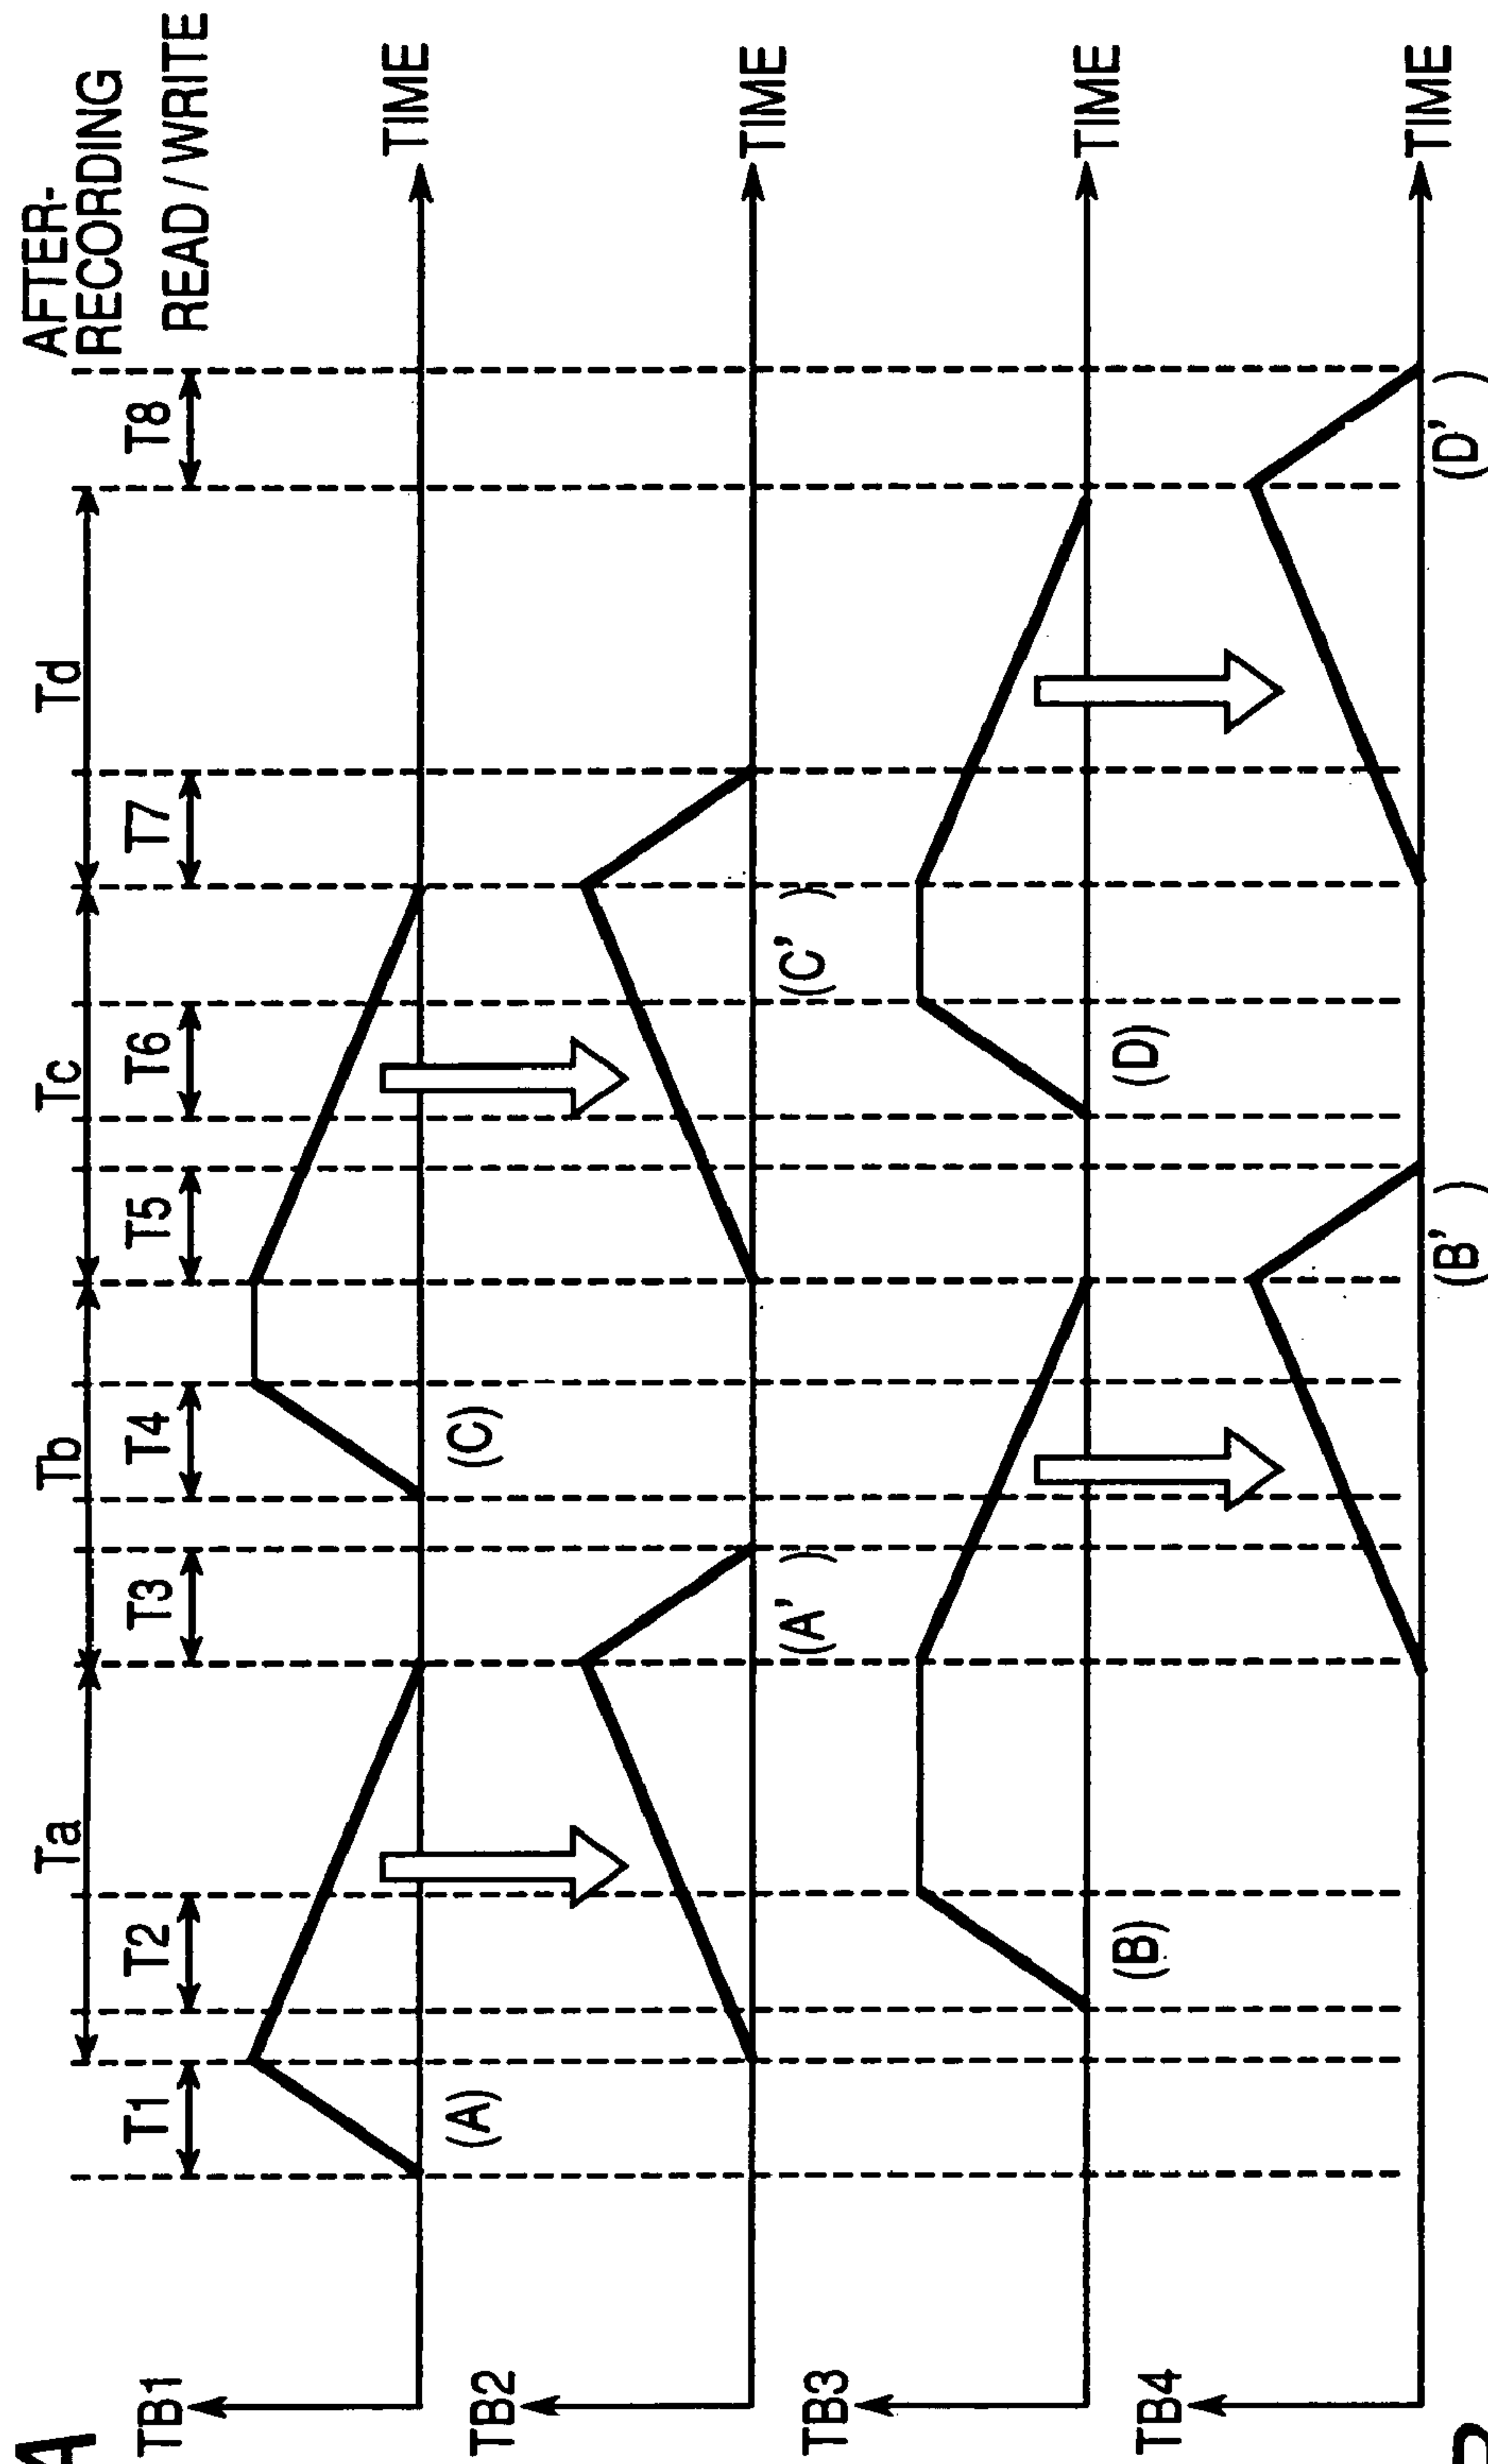 A
AFTER-
RECORDING
READ / WRITE
Ta
Tb
Tc
Td
T1
T2
T3
T4
T5
T6
T7
T8
TB1
TIME
(A)
(C)
TB2
TIME
(A' )
(C' )
TB3
TIME
(B)
(D)
TB4
TIME
(B' )
(D' )